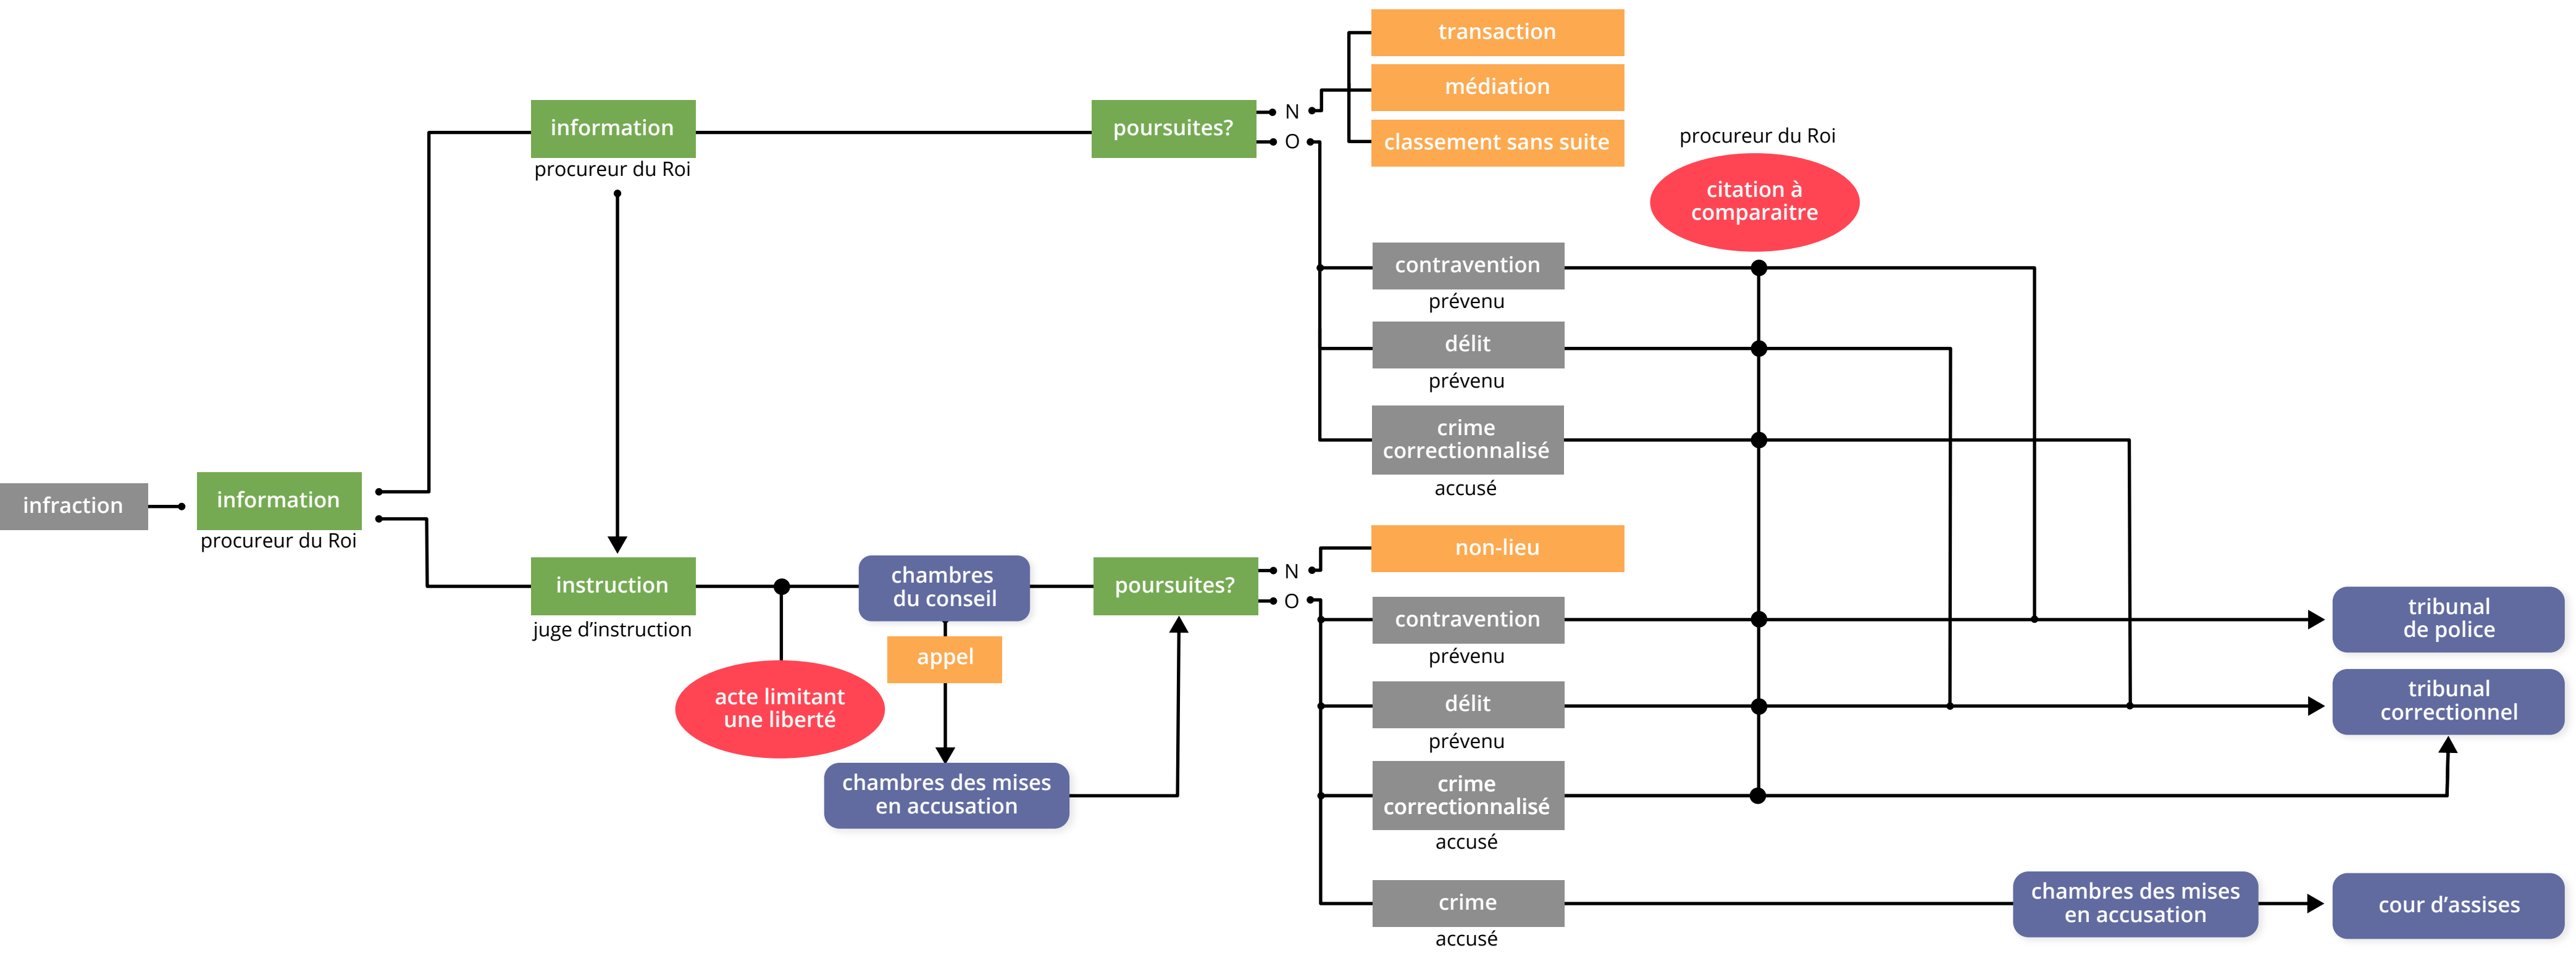 infraction
information
procureur du Roi
information
procureur du Roi
instruction
juge d’instruction
acte limitant
une liberté
chambres
du conseil
appel
chambres des mises
en accusation
poursuites?
N
O
transaction
médiation
classement sans suite
contravention
prévenu
délit
prévenu
crime
correctionnalisé
accusé
procureur du Roi
citation à
comparaitre
poursuites?
N
O
non-lieu
contravention
prévenu
délit
prévenu
crime
correctionnalisé
accusé
crime
accusé
chambres des mises
en accusation
tribunal
de police
tribunal
correctionnel
cour d’assises